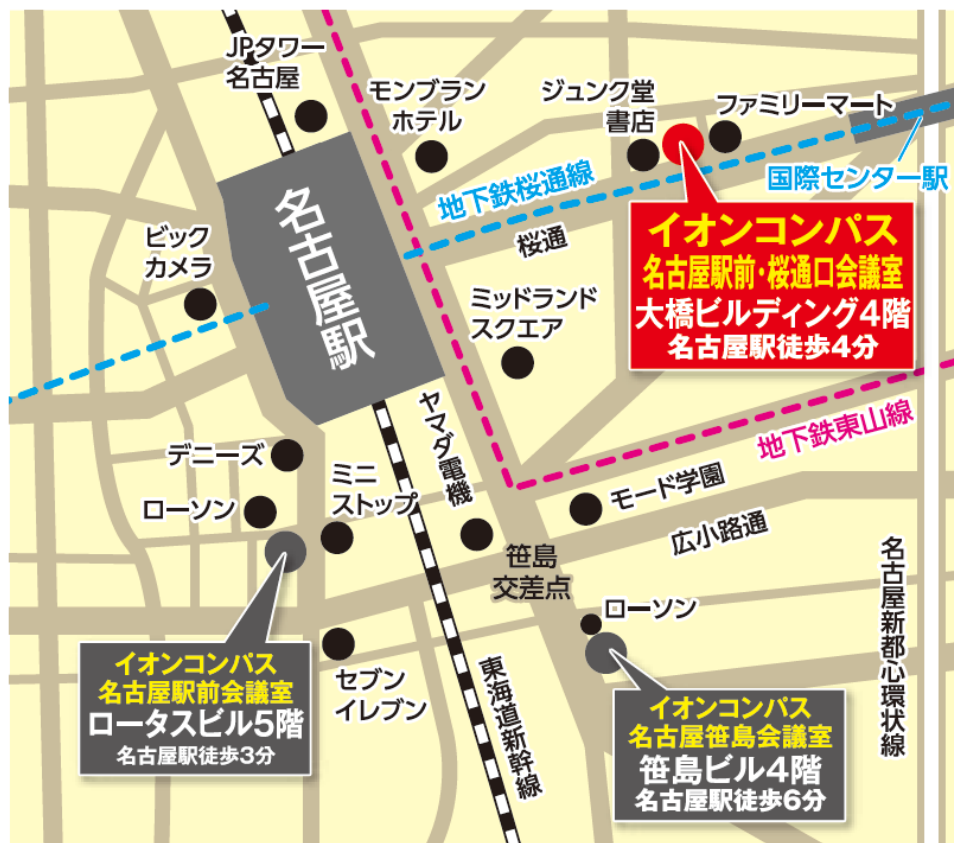 JPタワー
名古屋
モンブラン
ホテル
ジュンク堂
書店
ファミリーマート
国際センター駅
地下鉄桜通線
桜通
ビック
カメラ
名古屋駅
ミッドランド
スクエア
イオンコンパス
名古屋駅前・桜通口会議室
大橋ビルディング4階
名古屋駅徒歩4分
ヤマダ電機
地下鉄東山線
デニーズ
ローソン
ミニ
ストップ
モード学園
広小路通
笹島
交差点
名古屋新都心環状線
ローソン
イオンコンパス
名古屋駅前会議室
ロータスビル5階
名古屋駅徒歩3分
セブン
イレブン
東海道新幹線
イオンコンパス
名古屋笹島会議室
笹島ビル4階
名古屋駅徒歩6分